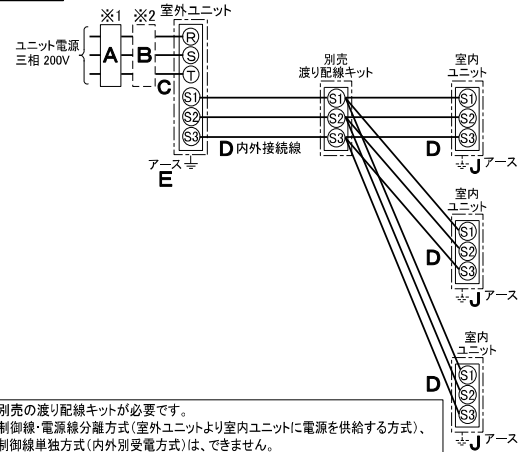 ※1 ※2 室外ユニット
ユニット電源
三相 200V
A B C
R
S
T
S1
S2
S3
アース
E
D 内外接続線
別売
渡り配線キット
S1
S2
S3
室内
ユニット
S1
S2
S3
D
J アース
室内
ユニット
S1
S2
S3
D
J アース
室内
ユニット
S1
S2
S3
D
J アース
別売の渡り配線キットが必要です。
制御線・電源線分離方式(室外ユニットより室内ユニットに電源を供給する方式)、
制御線単独方式(内外別受電方式)は、できません。